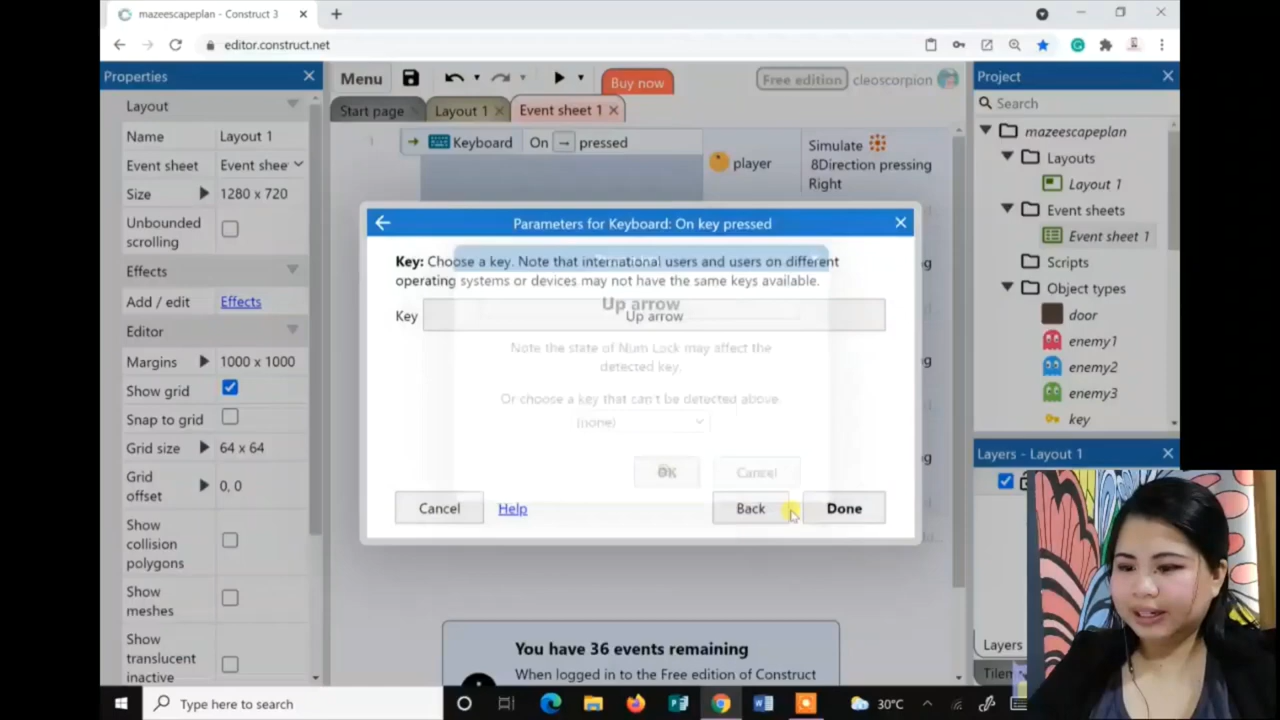 mazeescapeplan - Construct 3
editor.construct.net
Properties
Menu
Buy now
Free edition
cleoscorpion
Project
Start page
Layout 1
Event sheet 1
Search
Layout
Name
Layout 1
Event sheet
Event shee
Size
1280 x 720
Unbounded
scrolling
Effects
Add / edit
Effects
Editor
Margins
1000 x 1000
Show grid
Snap to grid
Grid size
64 x 64
Grid
offset
0, 0
Show
collision
polygons
Show
meshes
Show
translucent
inactive
1
Keyboard
On → pressed
player
Simulate
8Direction pressing
Right
Parameters for Keyboard: On key pressed
Key: Choose a key. Note that international users and users on different
operating systems or devices may not have the same keys available.
Up arrow
Key
Up arrow
Note the state of Num Lock may affect the
detected key.
Or choose a key that can't be detected above.
(none)
OK
Cancel
Cancel
Help
Back
Done
You have 36 events remaining
When logged in to the Free edition of Construct
mazeescapeplan
Layouts
Layout 1
Event sheets
Event sheet 1
Scripts
Object types
door
enemy1
enemy2
enemy3
key
Layers - Layout 1
Layers
Type here to search
30°C